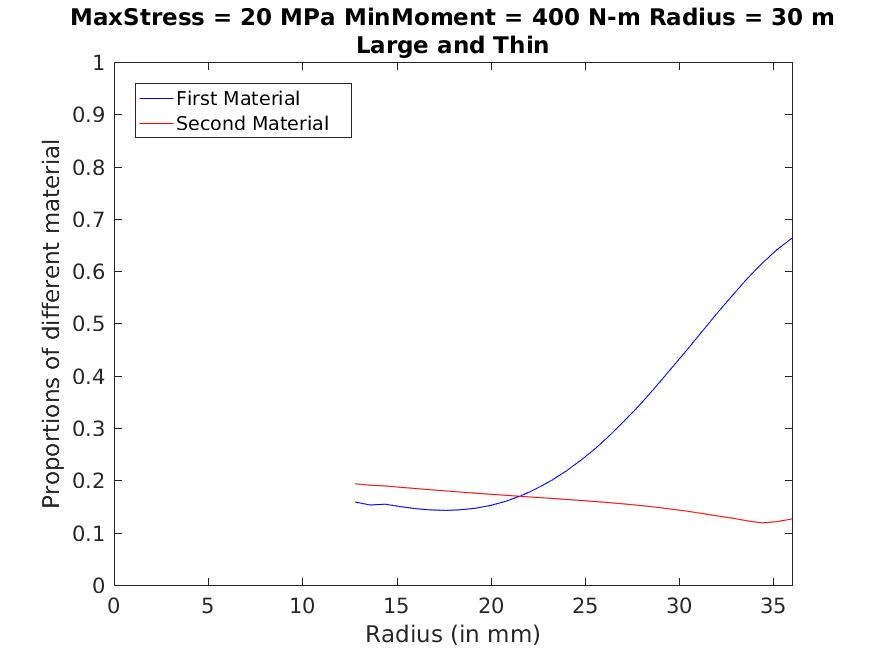 MaxStress = 20 MPa MinMoment = 400 N-m Radius = 30 m
Large and Thin
1
First Material
0.9
Second Material
0.8
0.7
0.6
0.5
0.4
0.3
0.2
0.1
0
Proportions of different material
0 5 10 15 20 25 30 35
Radius (in mm)